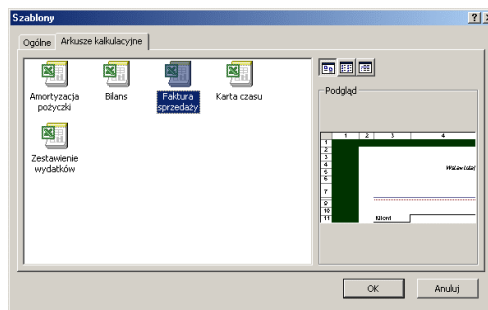 Szablony
Ogólne Arkusze kalkulacyjne
Amortyzacja pożyczki
Bilans
Faktura sprzedaży
Karta czasu
Zestawienie wydatków
Podgląd
1 2 3 4
1
2
3
4
5
6
7
8
9
10
11 Klient
OK Anuluj